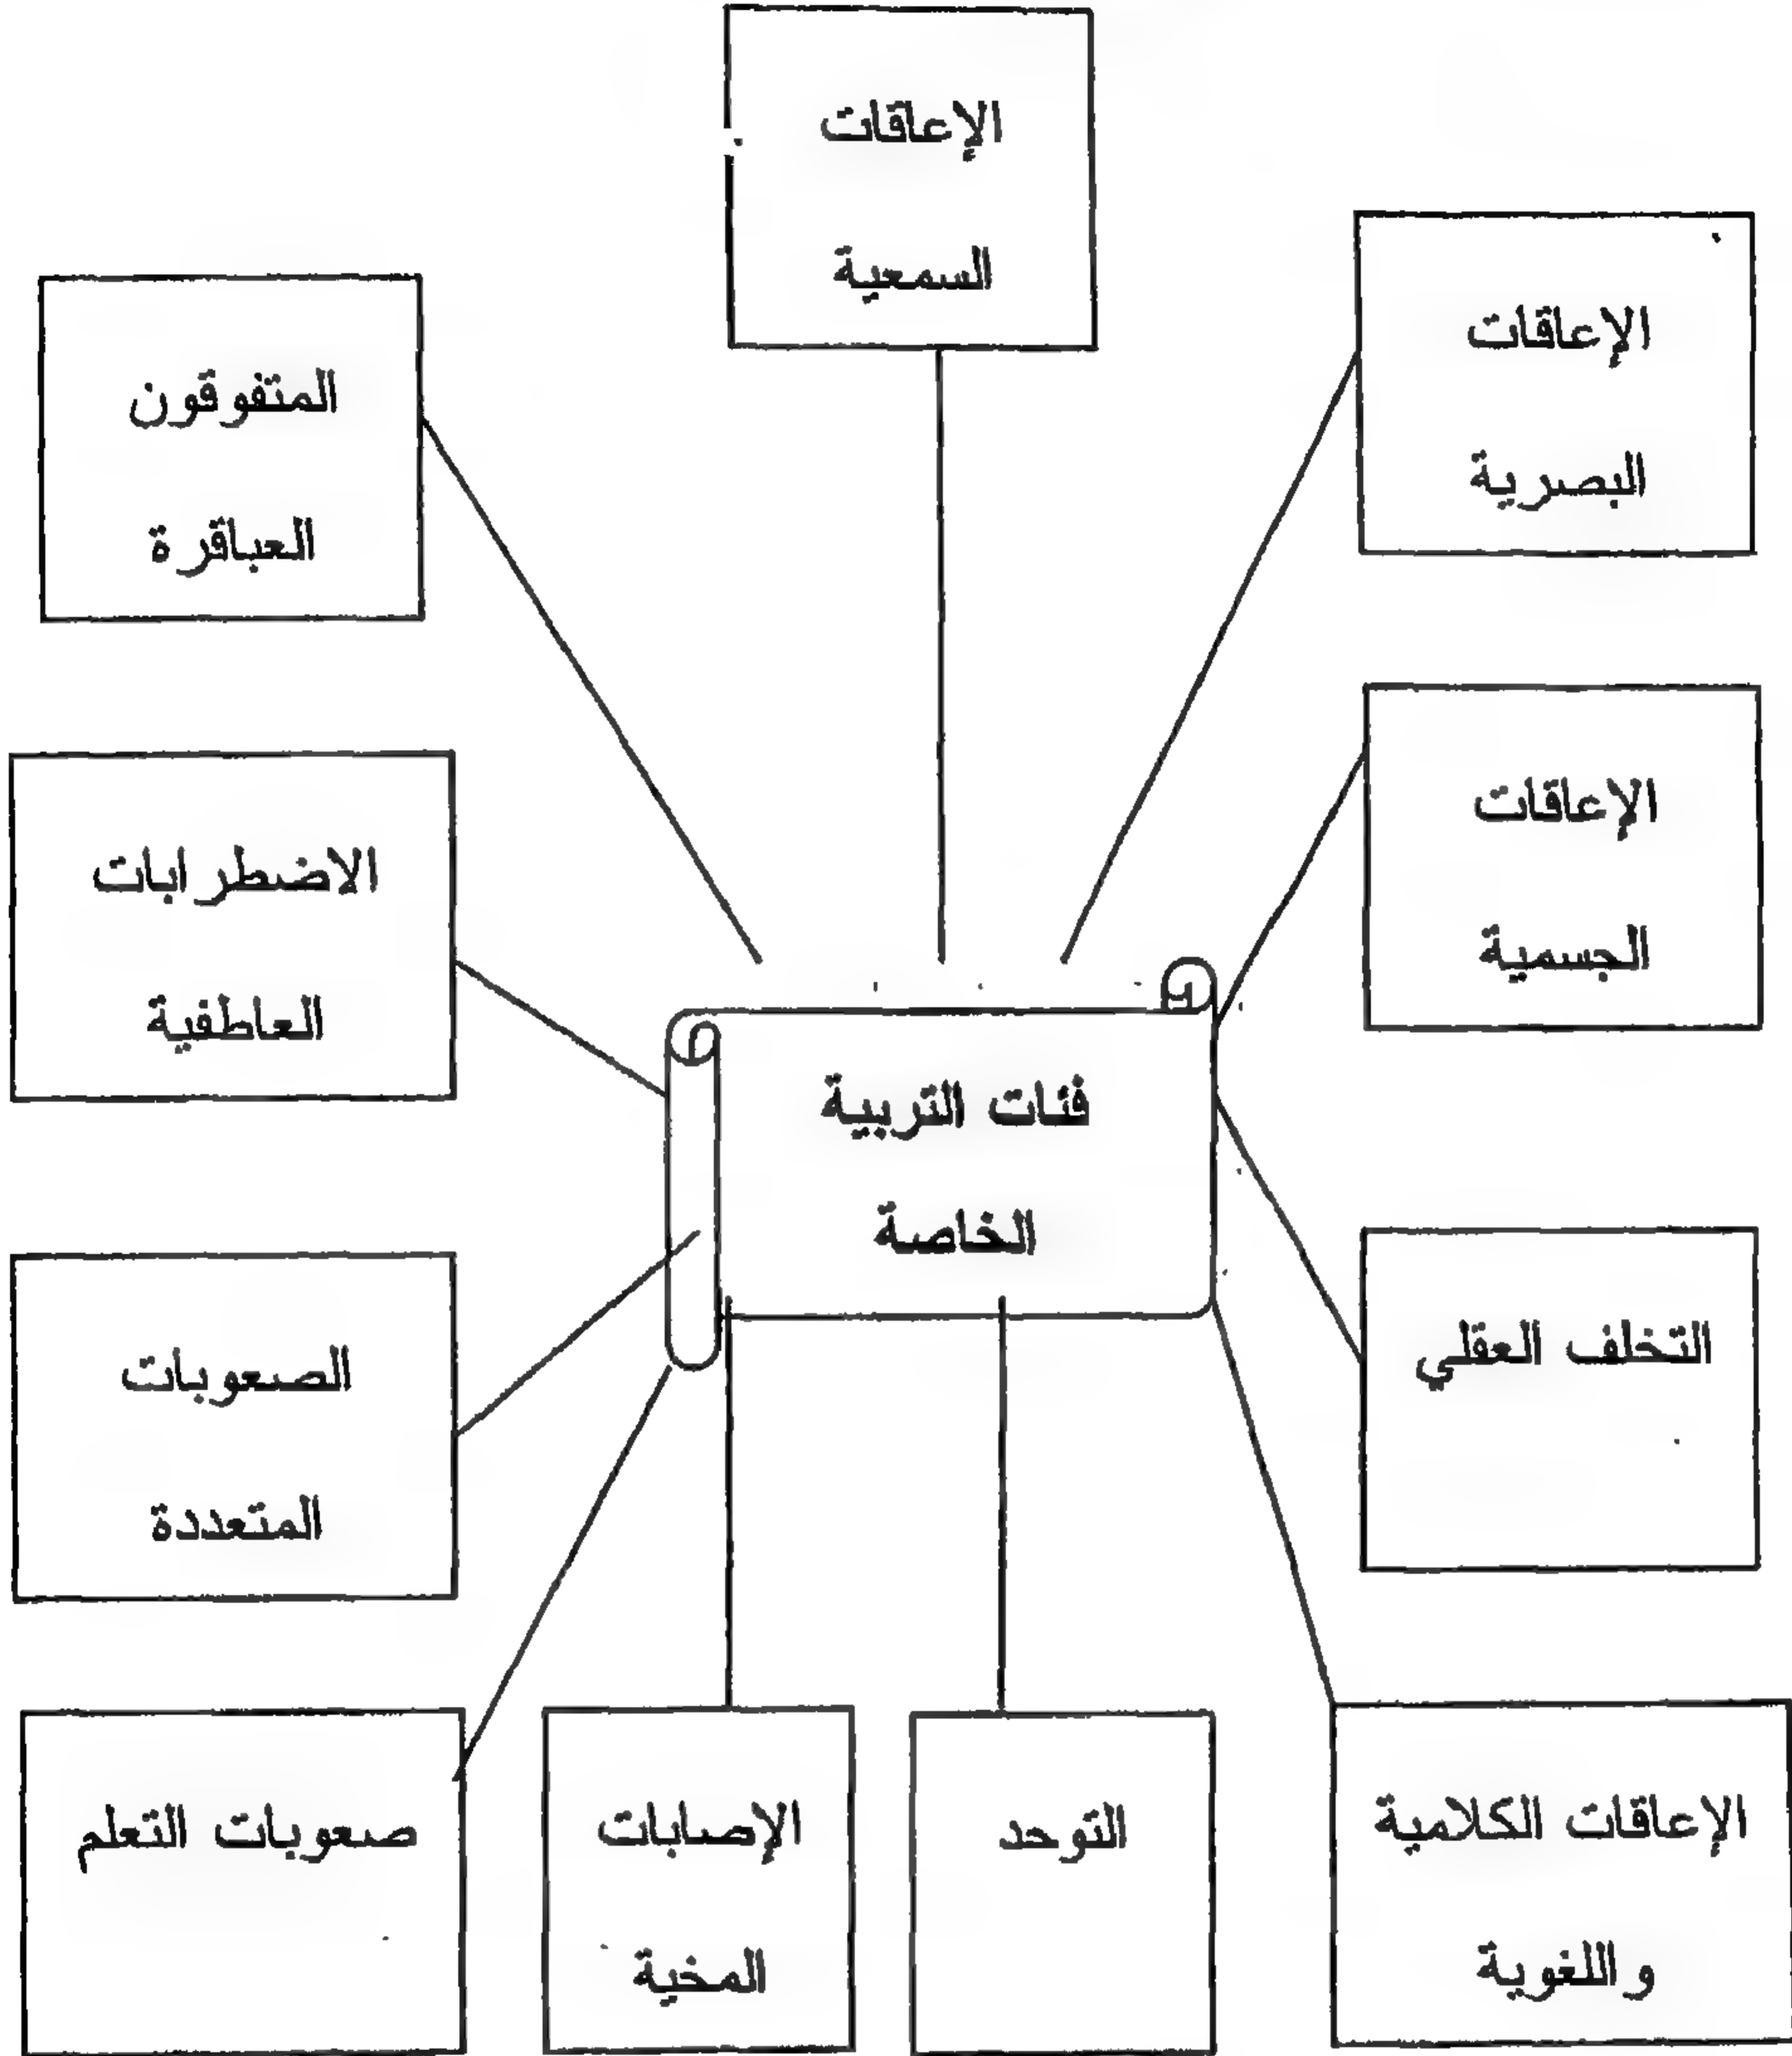 الإعاقات
السمعية
الإعاقات
البصرية
المتفوقون
العباقرة
الإعاقات
الجسمية
الاضطرابات
العاطفية
فئات التربية
الخاصة
التخلف العقلي
الصعوبات
المتعددة
الإعاقات الكلامية
واللغوية
التوحد
الإصابات
المخية
صعوبات التعلم